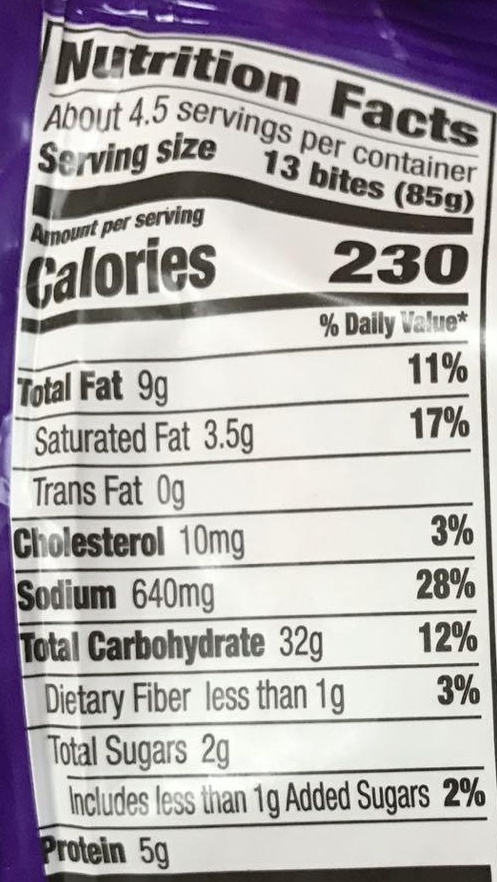 Nutrition Facts
About 4.5 servings per container
Serving size 13 bites (85g)
Amount per serving
Calories 230
% Daily Value*
Total Fat 9g 11%
Saturated Fat 3.5g 17%
Trans Fat 0g
Cholesterol 10mg 3%
Sodium 640mg 28%
Total Carbohydrate 32g 12%
Dietary Fiber less than 1g 3%
Total Sugars 2g
Includes less than 1g Added Sugars 2%
Protein 5g